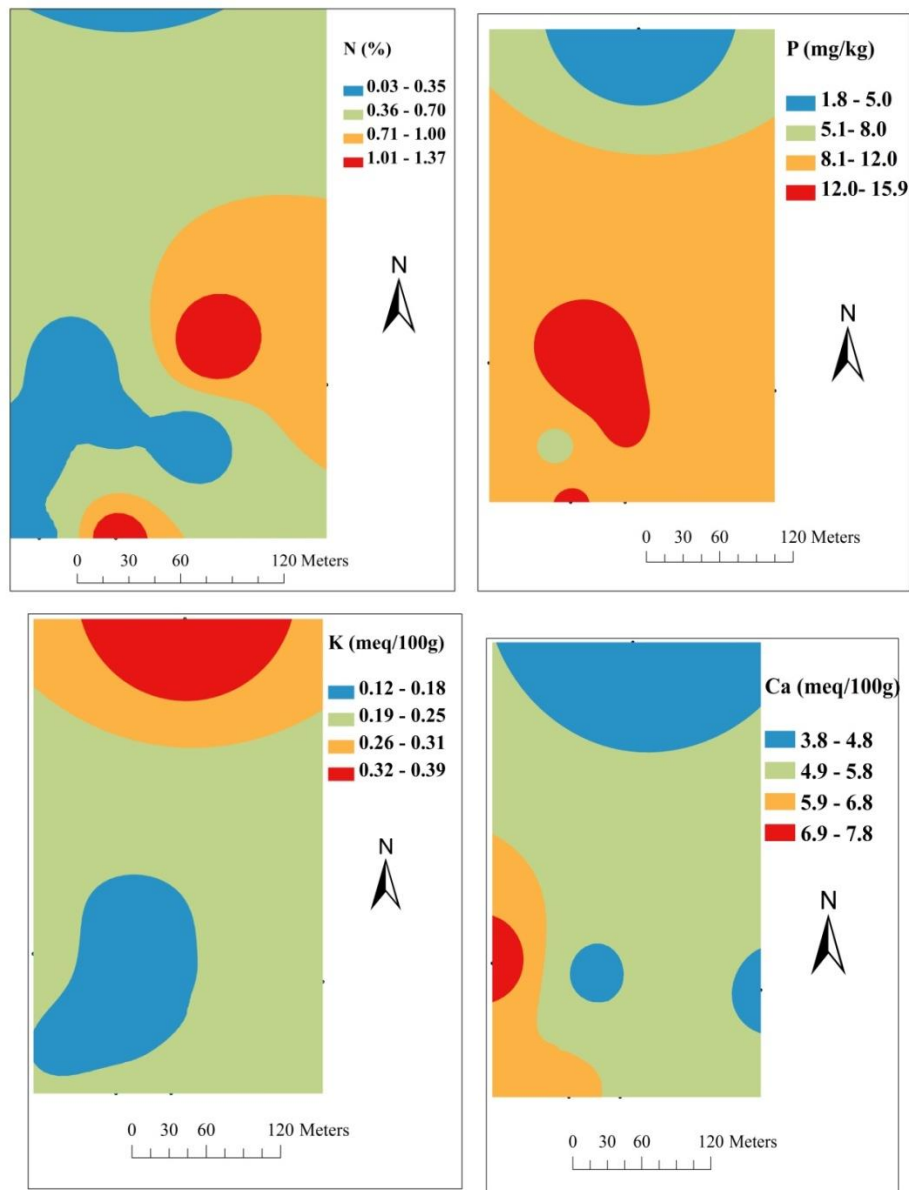 N (%)
0.03 - 0.35
0.36 - 0.70
0.71 - 1.00
1.01 - 1.37
N
0 30 60 120 Meters
P (mg/kg)
1.8 - 5.0
5.1- 8.0
8.1- 12.0
12.0- 15.9
N
0 30 60 120 Meters
K (meq/100g)
0.12 - 0.18
0.19 - 0.25
0.26 - 0.31
0.32 - 0.39
N
0 30 60 120 Meters
Ca (meq/100g)
3.8 - 4.8
4.9 - 5.8
5.9 - 6.8
6.9 - 7.8
N
0 30 60 120 Meters